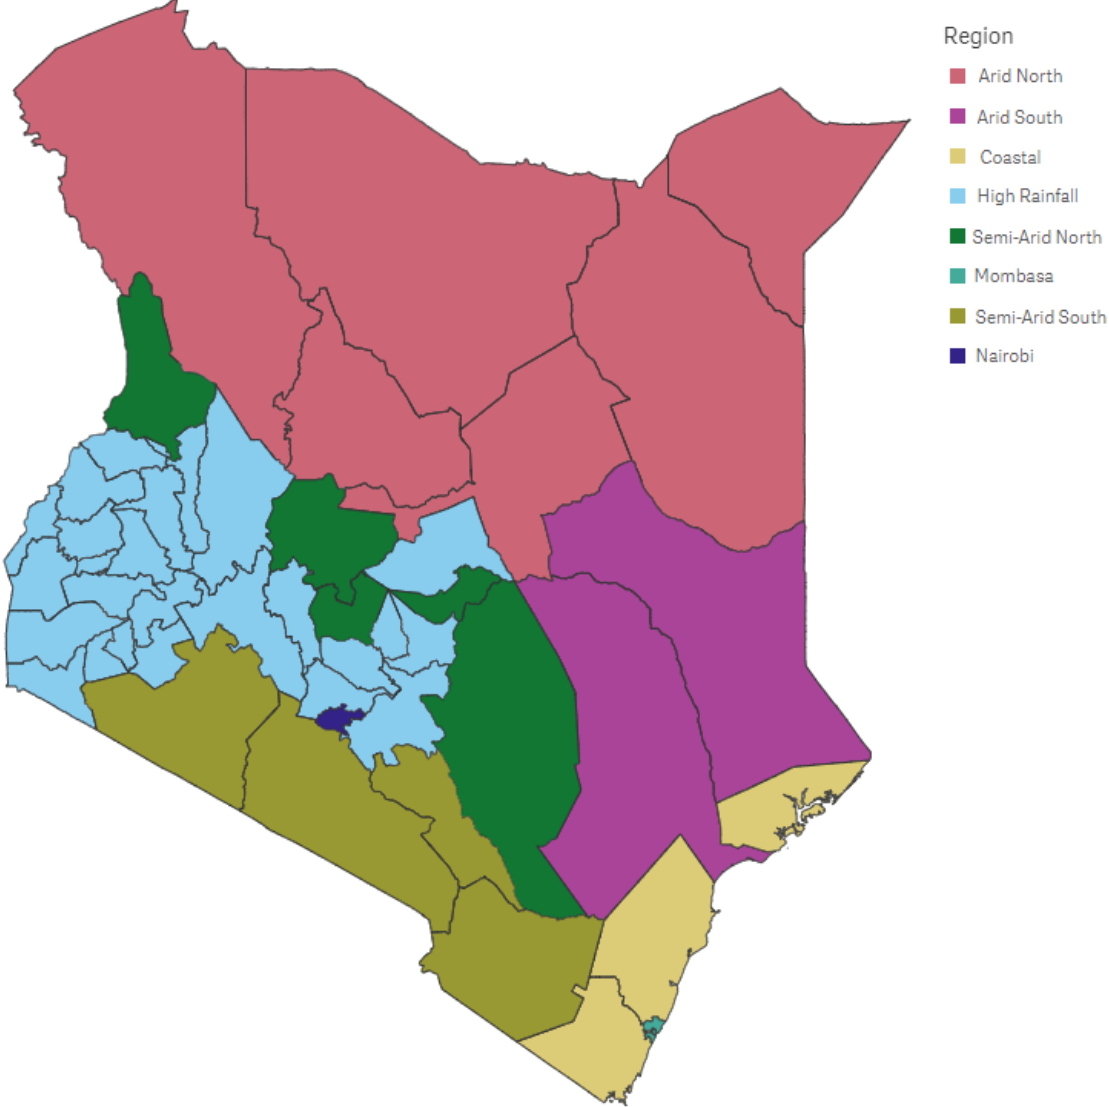 Region
Arid North
Arid South
Coastal
High Rainfall
Semi-Arid North
Mombasa
Semi-Arid South
Nairobi